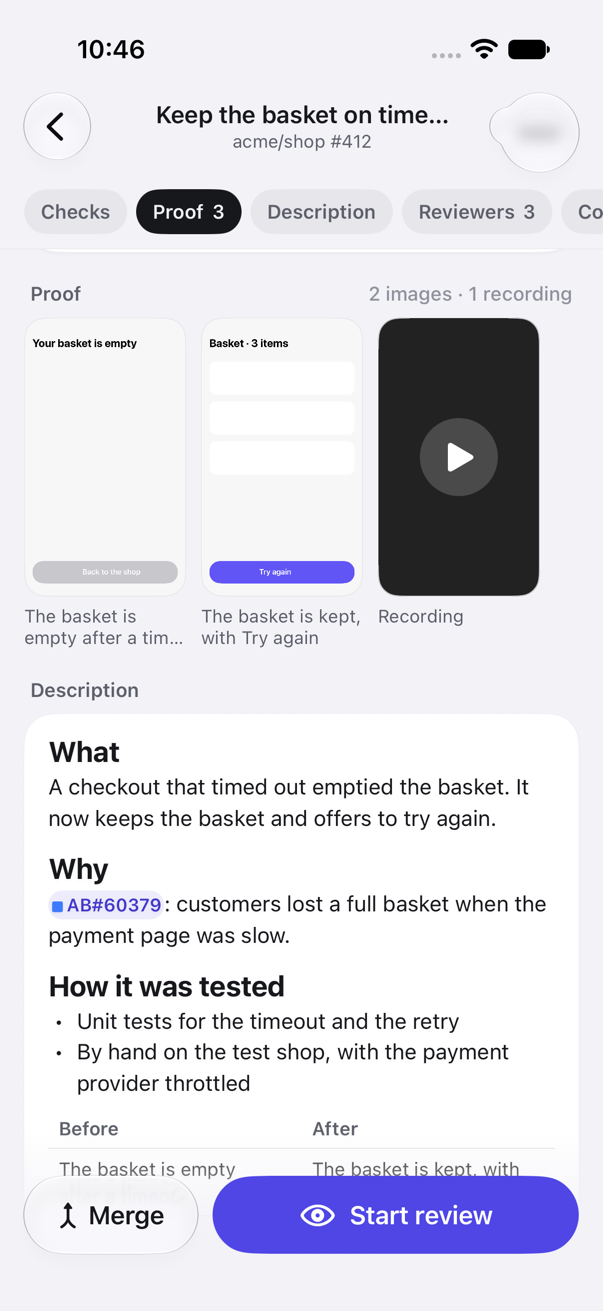 10:46
Keep the basket on time...
acme/shop #412
Checks
Proof 3
Description
Reviewers 3
Co
Proof
2 images · 1 recording
Your basket is empty
Back to the shop
Basket · 3 items
Try again
The basket is
empty after a tim...
The basket is kept,
with Try again
Recording
Description
What
A checkout that timed out emptied the basket. It
now keeps the basket and offers to try again.
Why
AB#60379: customers lost a full basket when the
payment page was slow.
How it was tested
• Unit tests for the timeout and the retry
• By hand on the test shop, with the payment
provider throttled
Before
After
The basket is empty
The basket is kept, with
Merge
Start review